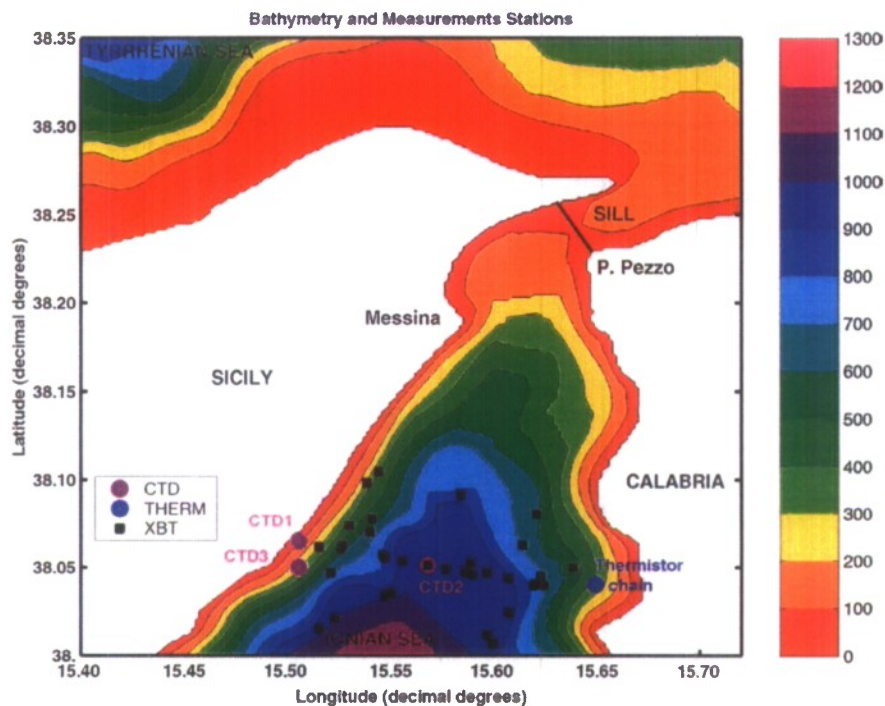 Bathymetry and Measurements Stations
38.35
38.30
38.25
38.20
38.15
38.10
38.05
38.
Latitude (decimal degrees)
TYRRHENIAN SEA
SILL
P. Pezzo
Messina
SICILY
CALABRIA
CTD
THERM
XBT
CTD1
CTD3
CTD2
Thermistor
chain
IONIAN SEA
15.40
15.45
15.50
15.55
15.60
15.65
15.70
Longitude (decimal degrees)
1300
1200
1100
1000
900
800
700
600
500
400
300
200
100
0